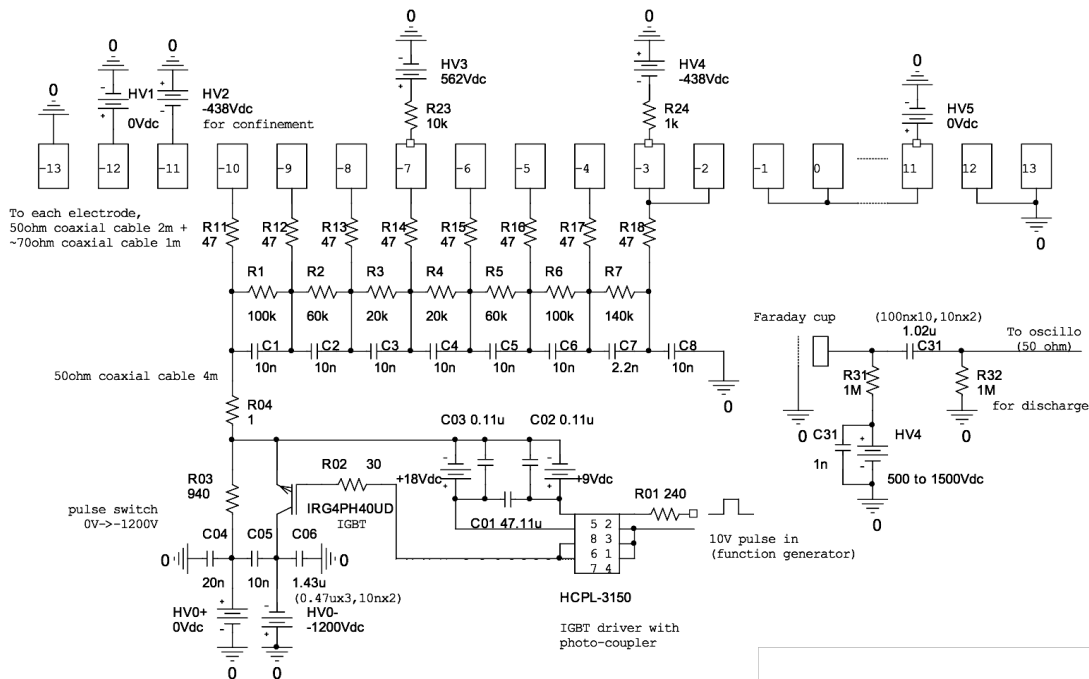 0
0
0
0
0
0
HV1
0Vdc
HV2
-438Vdc
for confinement
HV3
562Vdc
R23
10k
HV4
-438Vdc
R24
1k
HV5
0Vdc
-13
-12
-11
-10
-9
-8
-7
-6
-5
-4
-3
-2
-1
0
11
12
13
To each electrode,
50ohm coaxial cable 2m +
~70ohm coaxial cable 1m
R11
47
R12
47
R13
47
R14
47
R15
47
R16
47
R17
47
R18
47
0
R1
100k
R2
60k
R3
20k
R4
20k
R5
60k
R6
100k
R7
140k
C1
10n
C2
10n
C3
10n
C4
10n
C5
10n
C6
10n
C7
2.2n
C8
10n
0
50ohm coaxial cable 4m
R04
1
Faraday cup
(100nx10,10nx2)
1.02u
C31
To oscillo
(50 ohm)
R31
1M
R32
1M
for discharge
0
0
C31
1n
HV4
500 to 1500Vdc
0
C03 0.11u
C02 0.11u
+18Vdc
+9Vdc
C01 47.11u
R03
940
R02 30
IRG4PH40UD
IGBT
pulse switch
0V->-1200V
R01 240
10V pulse in
(function generator)
5 2
8 3
6 1
7 4
HCPL-3150
IGBT driver with
photo-coupler
0
C04
20n
C05
10n
C06
1.43u
(0.47ux3,10nx2)
0
HV0+
0Vdc
HV0-
-1200Vdc
0
0